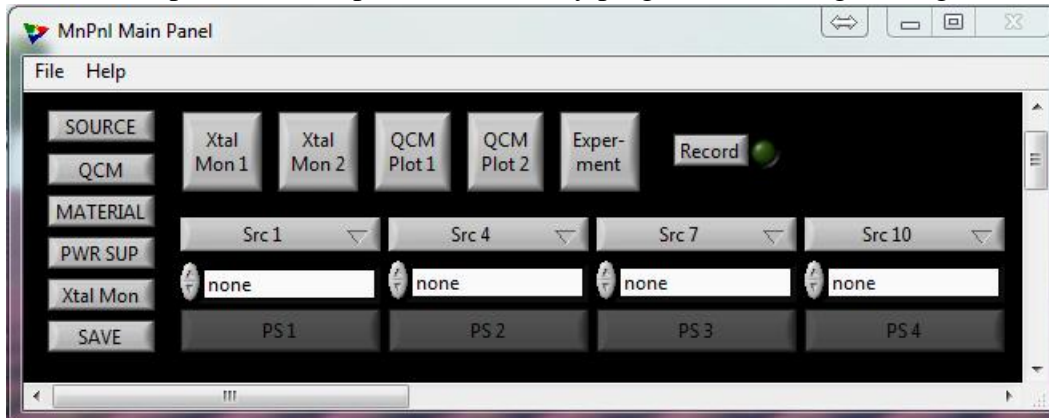 MnPnl Main Panel
File Help
SOURCE
QCM
MATERIAL
PWR SUP
Xtal Mon
SAVE
Xtal
Mon 1
Xtal
Mon 2
QCM
Plot 1
QCM
Plot 2
Exper-
ment
Record
Src 1
Src 4
Src 7
Src 10
none
none
none
none
PS 1
PS 2
PS 3
PS 4